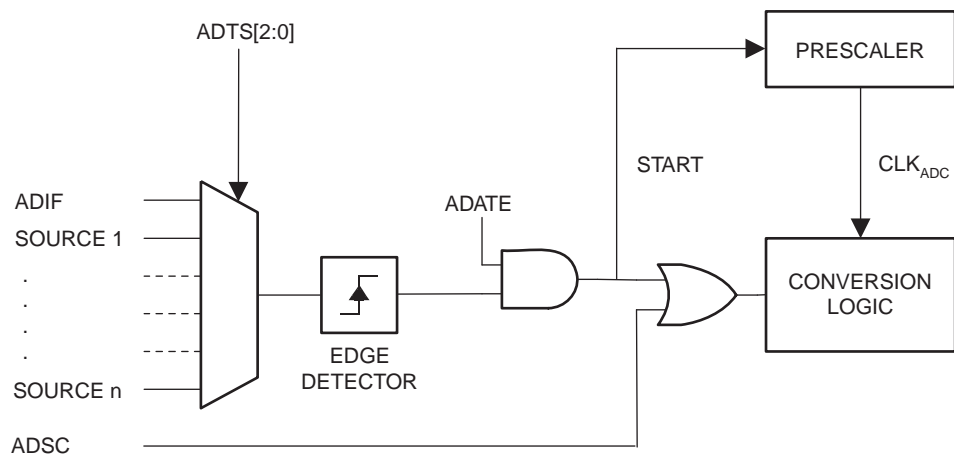 ADTS[2:0]
PRESCALER
START
CLKADC
ADIF
ADATE
SOURCE 1
.
.
.
.
CONVERSION
LOGIC
EDGE
DETECTOR
SOURCE n
ADSC